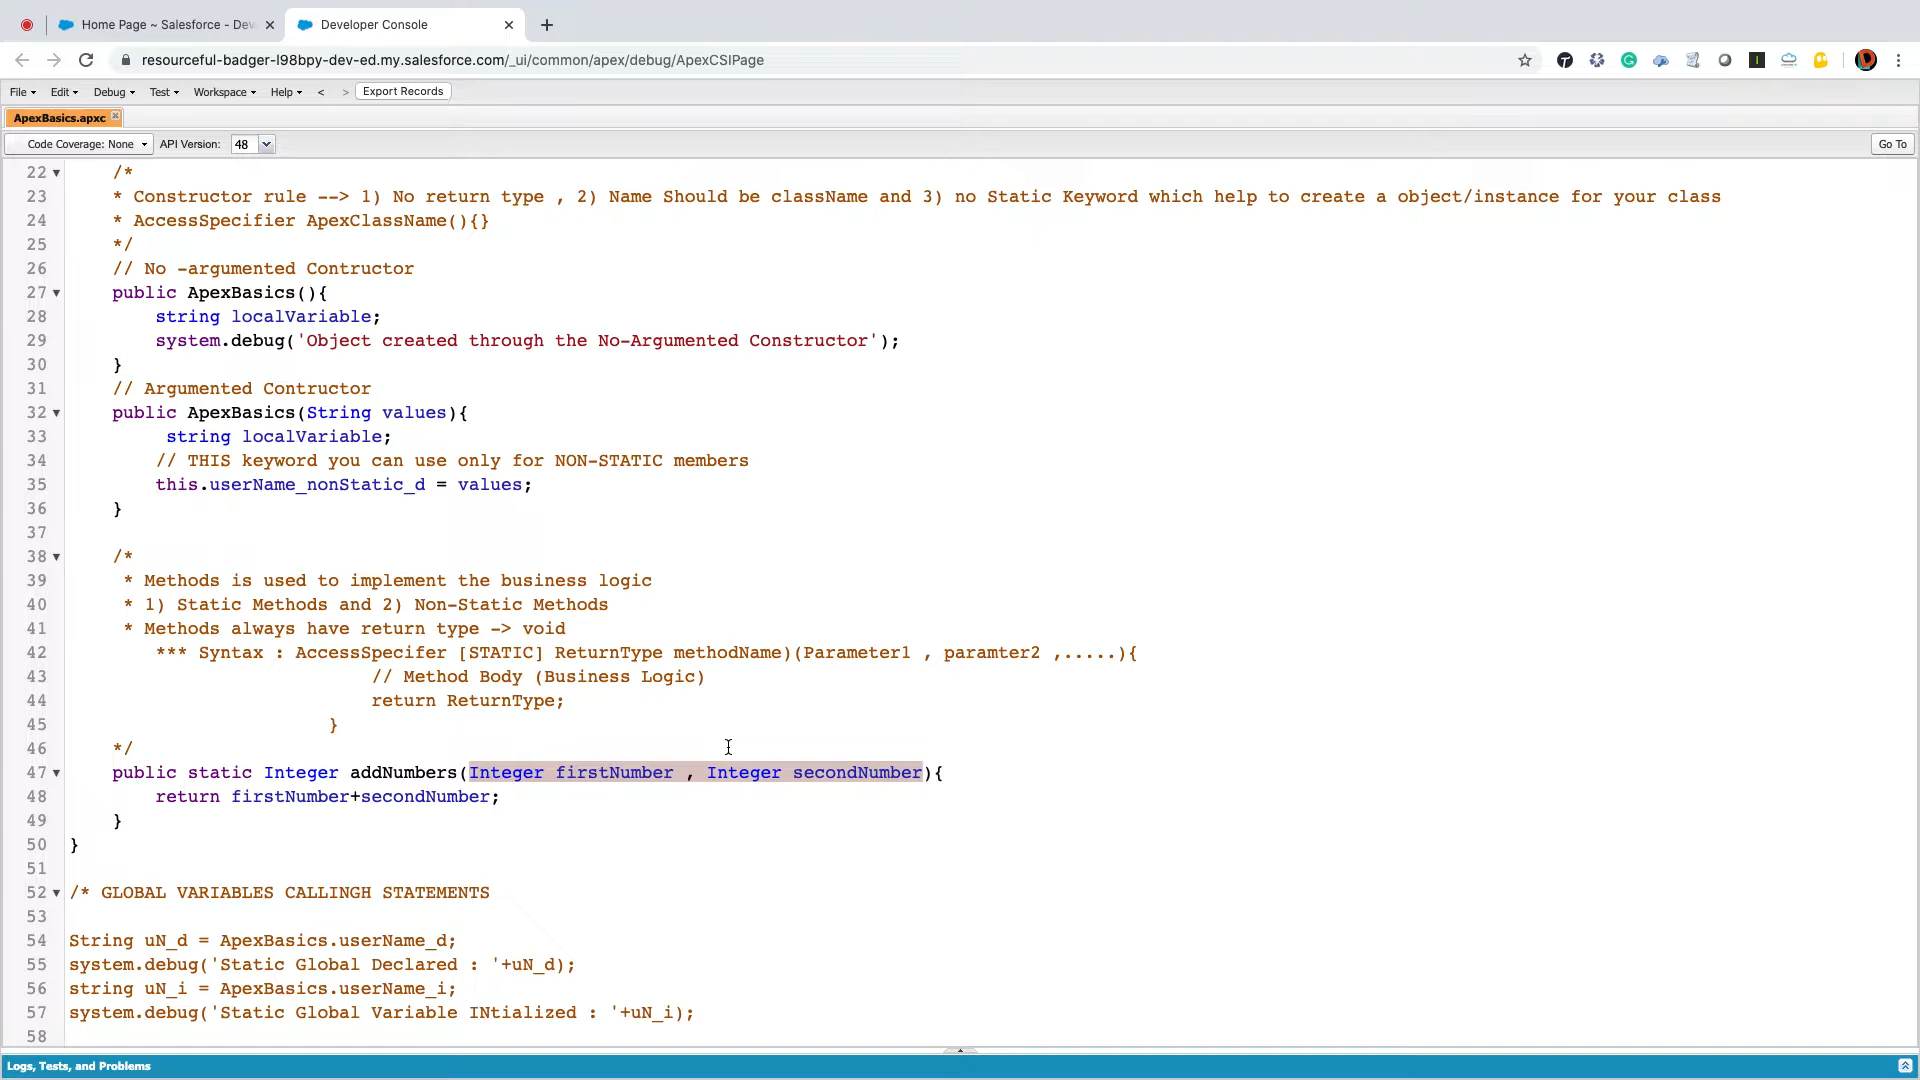 Home Page ~ Salesforce - Dev
Developer Console
resourceful-badger-l98bpy-dev-ed.my.salesforce.com/_ui/common/apex/debug/ApexCSIPage
File Edit Debug Test Workspace Help < > Export Records
ApexBasics.apxc
Code Coverage: None API Version: 48 Go To
22 /*
23 * Constructor rule --> 1) No return type , 2) Name Should be className and 3) no Static Keyword which help to create a object/instance for your class
24 * AccessSpecifier ApexClassName(){}
25 */
26 // No -argumented Contructor
27 public ApexBasics(){
28 string localVariable;
29 system.debug('Object created through the No-Argumented Constructor');
30 }
31 // Argumented Contructor
32 public ApexBasics(String values){
33 string localVariable;
34 // THIS keyword you can use only for NON-STATIC members
35 this.userName_nonStatic_d = values;
36 }
37
38 /*
39 * Methods is used to implement the business logic
40 * 1) Static Methods and 2) Non-Static Methods
41 * Methods always have return type -> void
42 *** Syntax : AccessSpecifer [STATIC] ReturnType methodName)(Parameter1 , paramter2 ,.....){
43 // Method Body (Business Logic)
44 return ReturnType;
45 }
46 */
47 public static Integer addNumbers(Integer firstNumber , Integer secondNumber){
48 return firstNumber+secondNumber;
49 }
50 }
51
52 /* GLOBAL VARIABLES CALLINGH STATEMENTS
53
54 String uN_d = ApexBasics.userName_d;
55 system.debug('Static Global Declared : '+uN_d);
56 string uN_i = ApexBasics.userName_i;
57 system.debug('Static Global Variable INtialized : '+uN_i);
58
Logs, Tests, and Problems